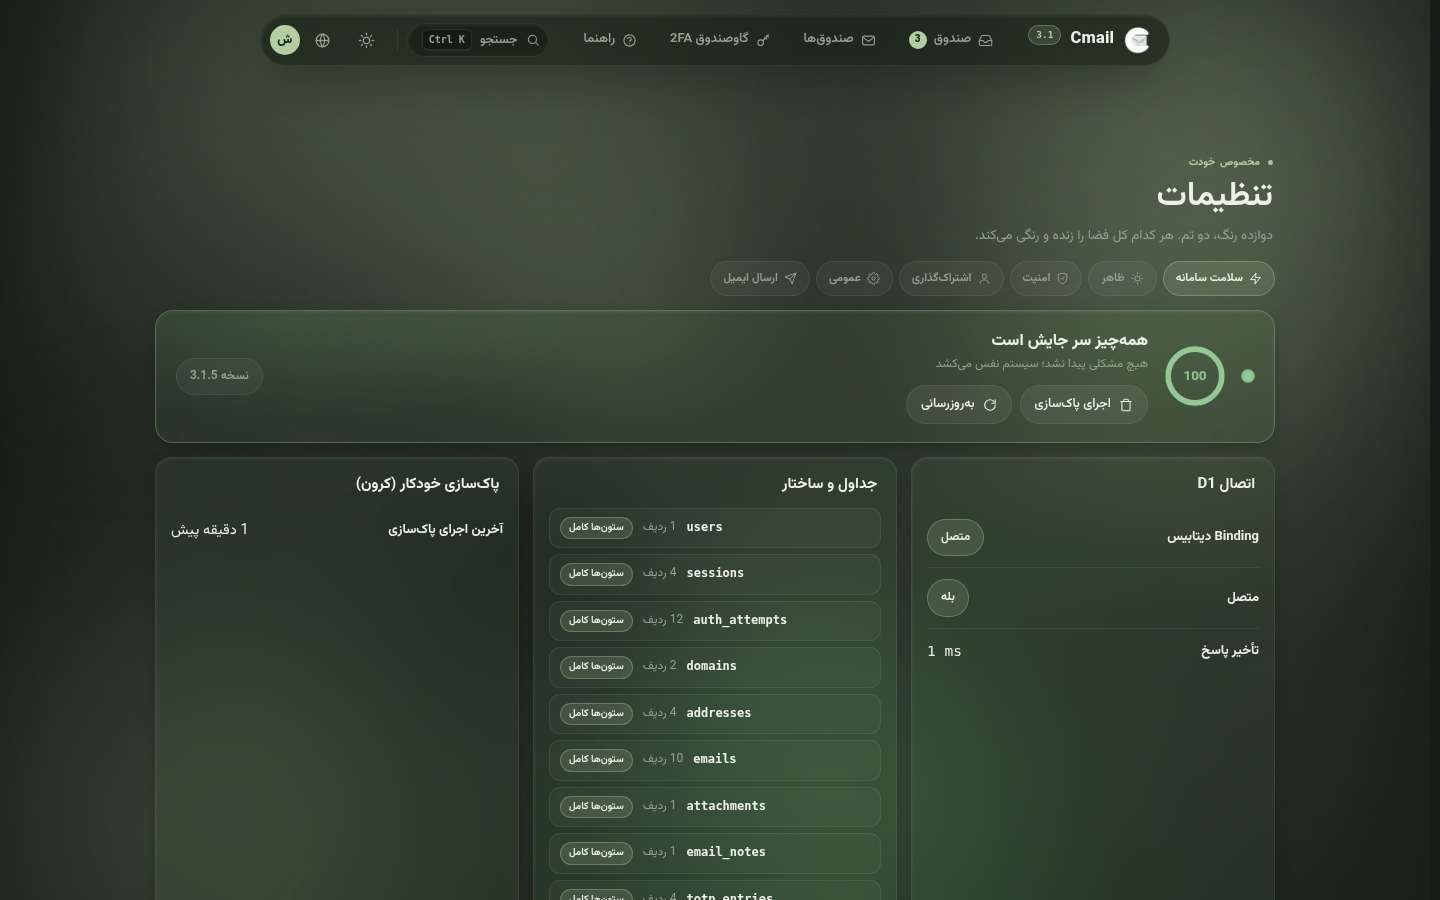 Cmail 3.1
صندوق 3
صندوق‌ها
گاوصندوق 2FA
راهنما
جستجو Ctrl K
ش
مخصوص خودت
تنظیمات
دوازده رنگ، دو تم. هر کدام کل فضا را زنده و رنگی می‌کند.
سلامت سامانه
ظاهر
امنیت
اشتراک‌گذاری
عمومی
ارسال ایمیل
100
همه‌چیز سر جایش است
هیچ مشکلی پیدا نشد؛ سیستم نفس می‌کشد
اجرای پاک‌سازی
به‌روزرسانی
نسخه 3.1.5
اتصال D1
Binding دیتابیس
متصل
متصل
بله
تأخیر پاسخ
1 ms
جداول و ساختار
users 1 ردیف ستون‌ها کامل
sessions 4 ردیف ستون‌ها کامل
auth_attempts 12 ردیف ستون‌ها کامل
domains 2 ردیف ستون‌ها کامل
addresses 4 ردیف ستون‌ها کامل
emails 10 ردیف ستون‌ها کامل
attachments 1 ردیف ستون‌ها کامل
email_notes 1 ردیف ستون‌ها کامل
totp_entries 4 ردیف ستون‌ها کامل
پاک‌سازی خودکار (کرون)
آخرین اجرای پاک‌سازی
1 دقیقه پیش